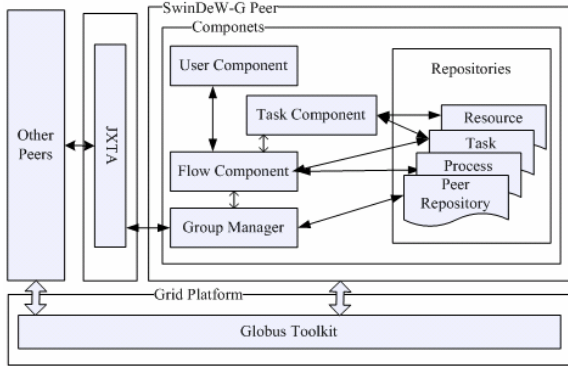 SwinDeW-G Peer
Componets
User Component
Repositories
Task Component
Resource
Other
Peers
JXTA
Task
Flow Component
Process
Peer
Repository
Group Manager
Grid Platform
Globus Toolkit